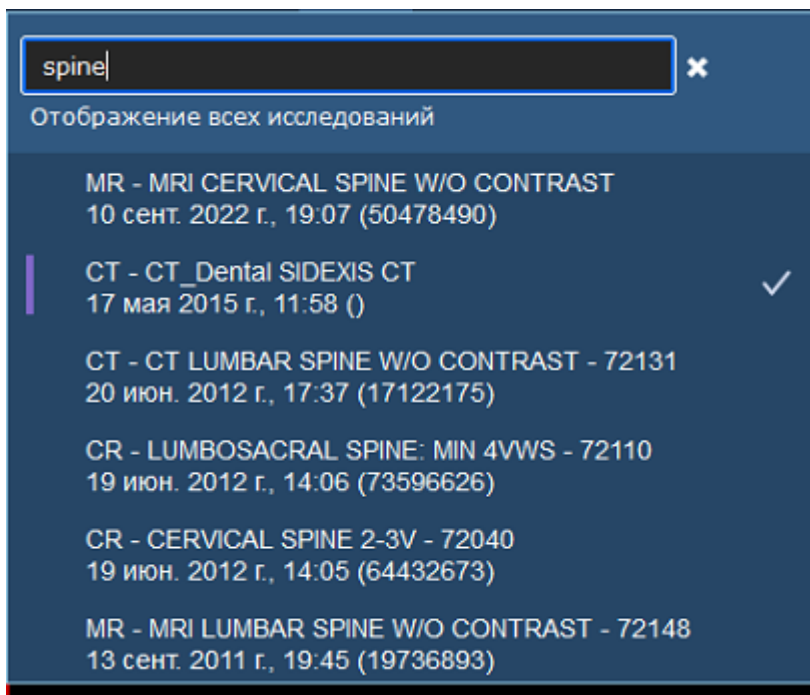 spine
Отображение всех исследований
MR - MRI CERVICAL SPINE W/O CONTRAST
10 сент. 2022 г., 19:07 (50478490)
CT - CT_Dental SIDEXIS CT
17 мая 2015 г., 11:58 ()
CT - CT LUMBAR SPINE W/O CONTRAST - 72131
20 июн. 2012 г., 17:37 (17122175)
CR - LUMBOSACRAL SPINE: MIN 4VWS - 72110
19 июн. 2012 г., 14:06 (73596626)
CR - CERVICAL SPINE 2-3V - 72040
19 июн. 2012 г., 14:05 (64432673)
MR - MRI LUMBAR SPINE W/O CONTRAST - 72148
13 сент. 2011 г., 19:45 (19736893)